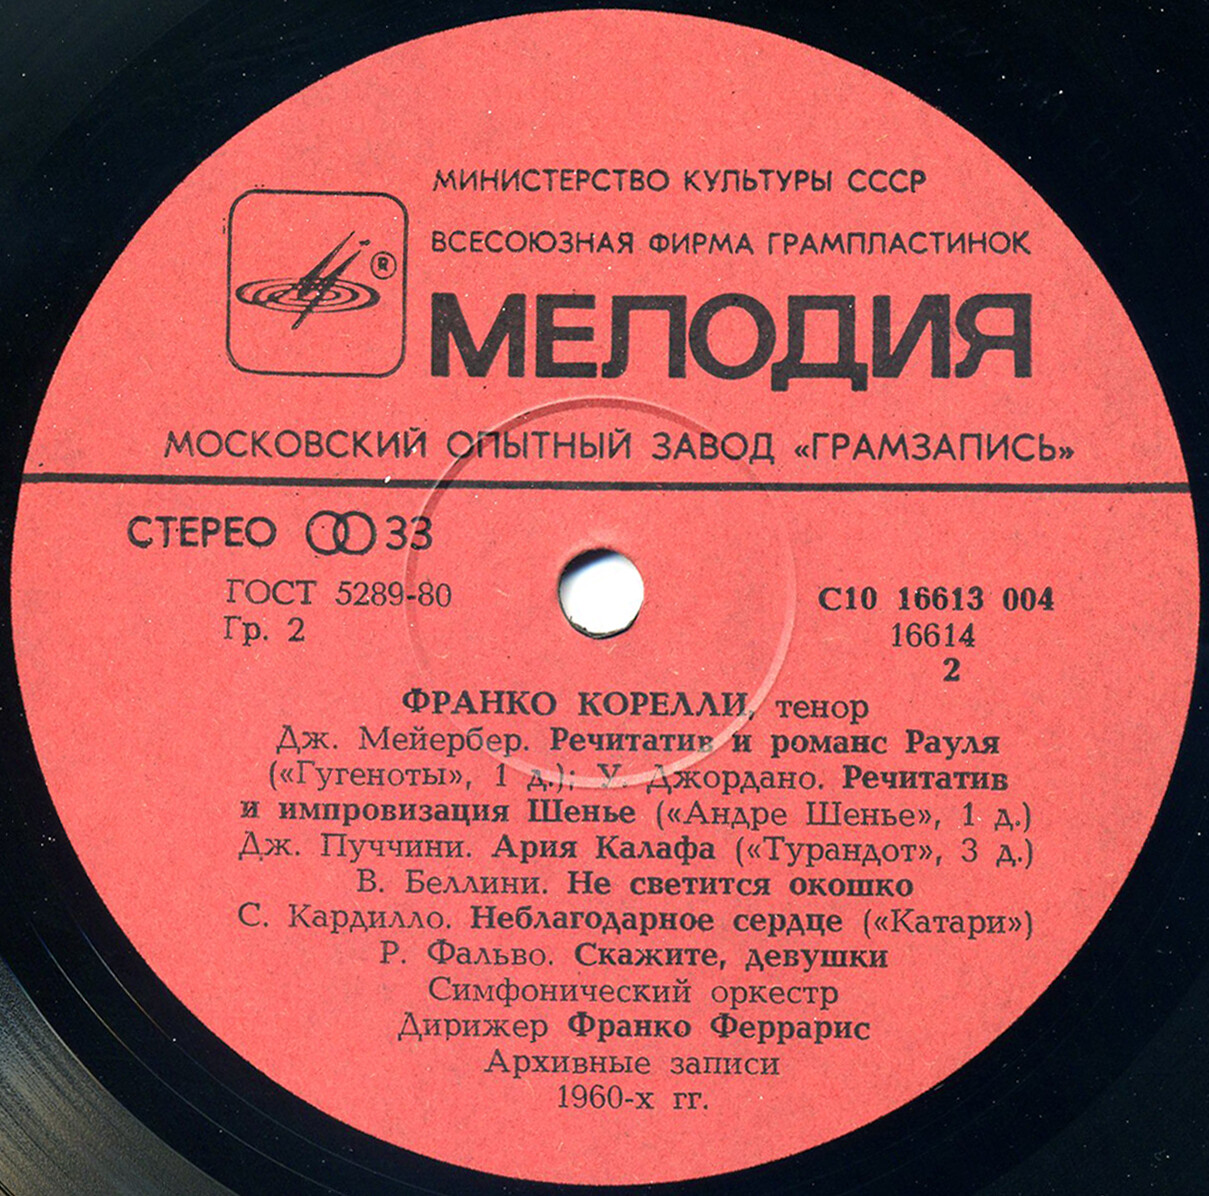 МИНИСТЕРСТВО КУЛЬТУРЫ СССР
ВСЕСОЮЗНАЯ ФИРМА ГРАМПЛАСТИНОК
®
МЕЛОДИЯ
МОСКОВСКИЙ ОПЫТНЫЙ ЗАВОД «ГРАМЗАПИСЬ»
СТЕРЕО 33
ГОСТ 5289-80
Гр. 2
С10 16613 004
16614
2
ФРАНКО КОРЕЛЛИ, тенор
Дж. Мейербер. Речитатив и романс Рауля
(«Гугеноты», 1 д.); У. Джордано. Речитатив
и импровизация Шенье («Андре Шенье», 1 д.)
Дж. Пуччини. Ария Калафа («Турандот», 3 д.)
В. Беллини. Не светится окошко
С. Кардилло. Неблагодарное сердце («Катари»)
Р. Фальво. Скажите, девушки
Симфонический оркестр
Дирижер Франко Феррарис
Архивные записи
1960-х гг.